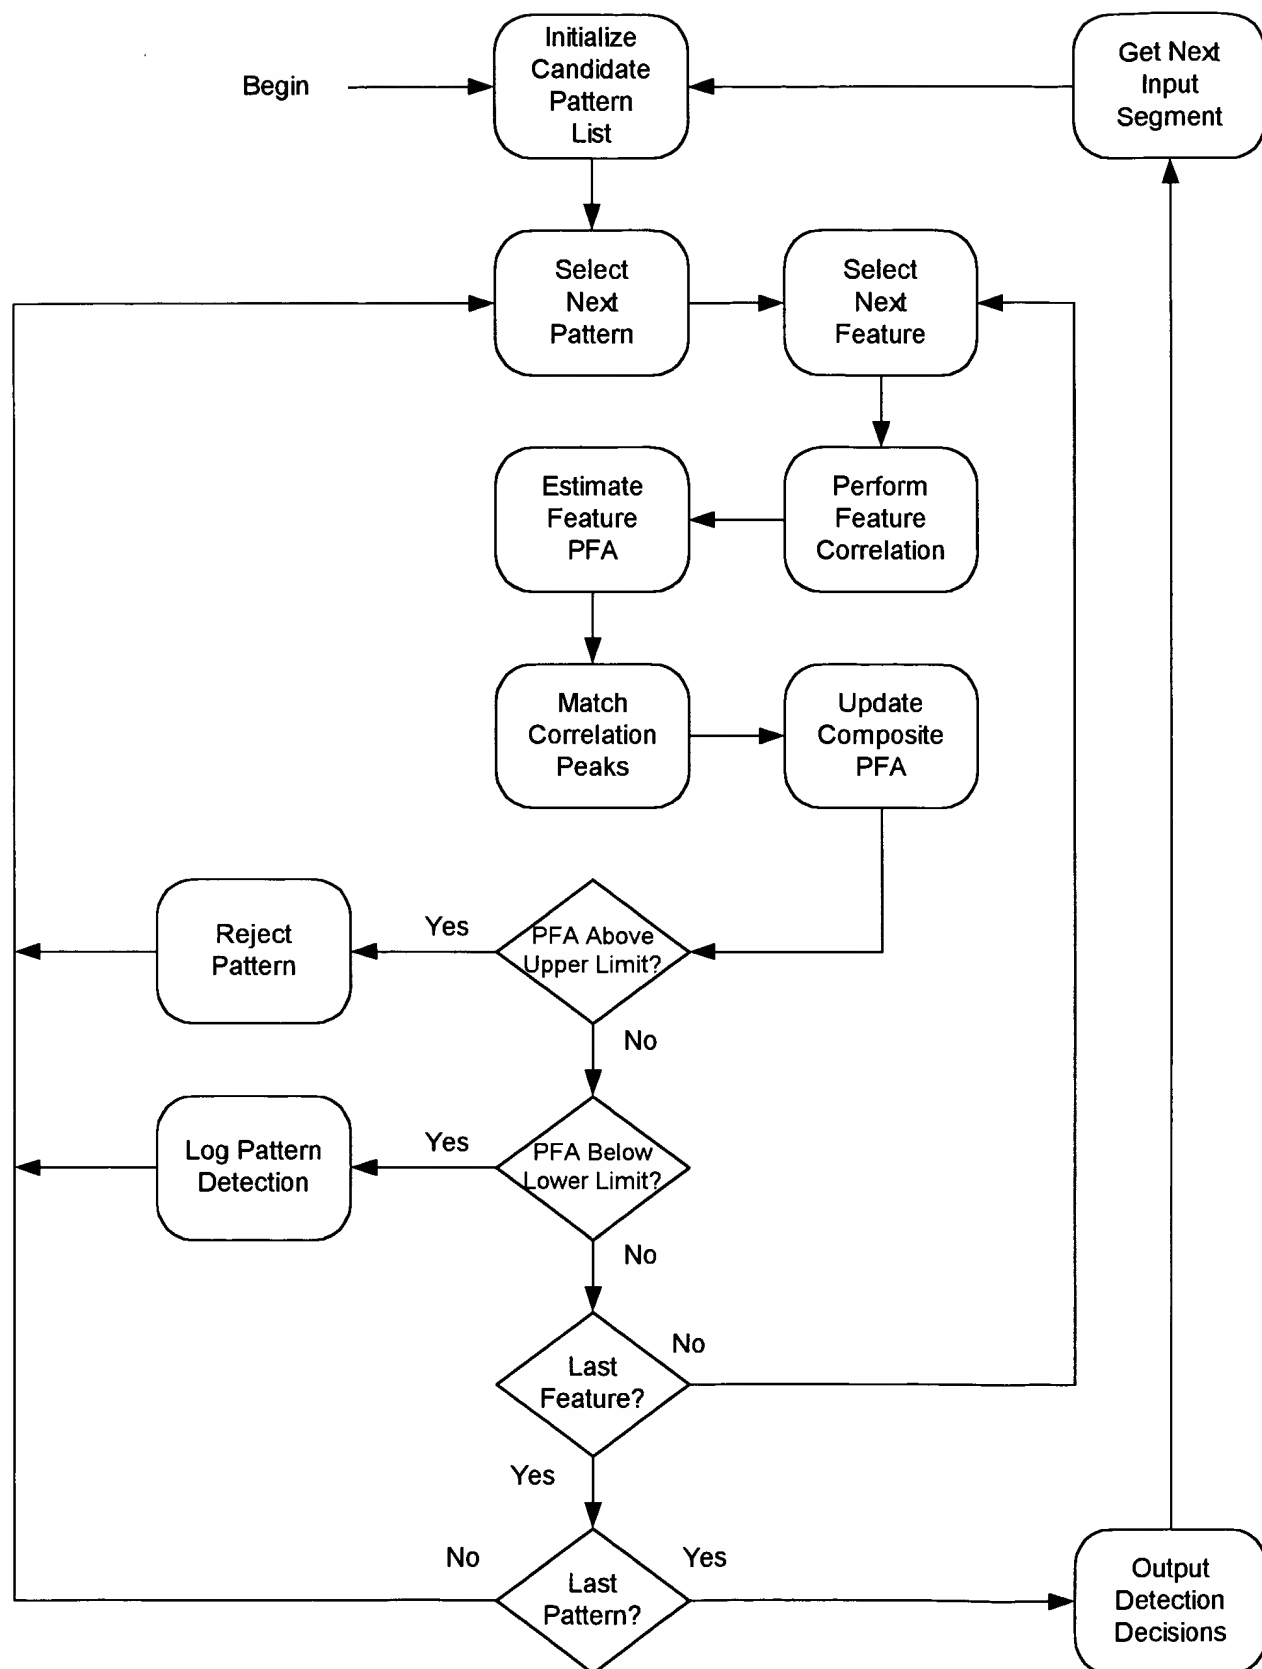 Begin
Initialize
Candidate
Pattern
List
Get Next
Input
Segment
Select
Next
Pattern
Select
Next
Feature
Estimate
Feature
PFA
Perform
Feature
Correlation
Match
Correlation
Peaks
Update
Composite
PFA
Reject
Pattern
Yes
PFA Above
Upper Limit?
No
Log Pattern
Detection
Yes
PFA Below
Lower Limit?
No
Last
Feature?
No
Yes
No
Last
Pattern?
Yes
Output
Detection
Decisions